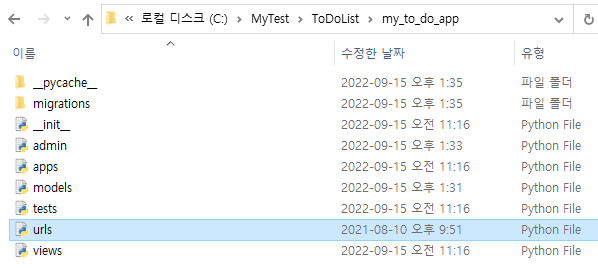 « 로컬 디스크 (C:) > MyTest > ToDoList > my_to_do_app
이름 수정한 날짜 유형
__pycache__ 2022-09-15 오후 1:35 파일 폴더
migrations 2022-09-15 오후 1:35 파일 폴더
__init__ 2022-09-15 오전 11:16 Python File
admin 2022-09-15 오후 1:33 Python File
apps 2022-09-15 오전 11:16 Python File
models 2022-09-15 오후 1:31 Python File
tests 2022-09-15 오전 11:16 Python File
urls 2021-08-10 오후 9:51 Python File
views 2022-09-15 오전 11:16 Python File